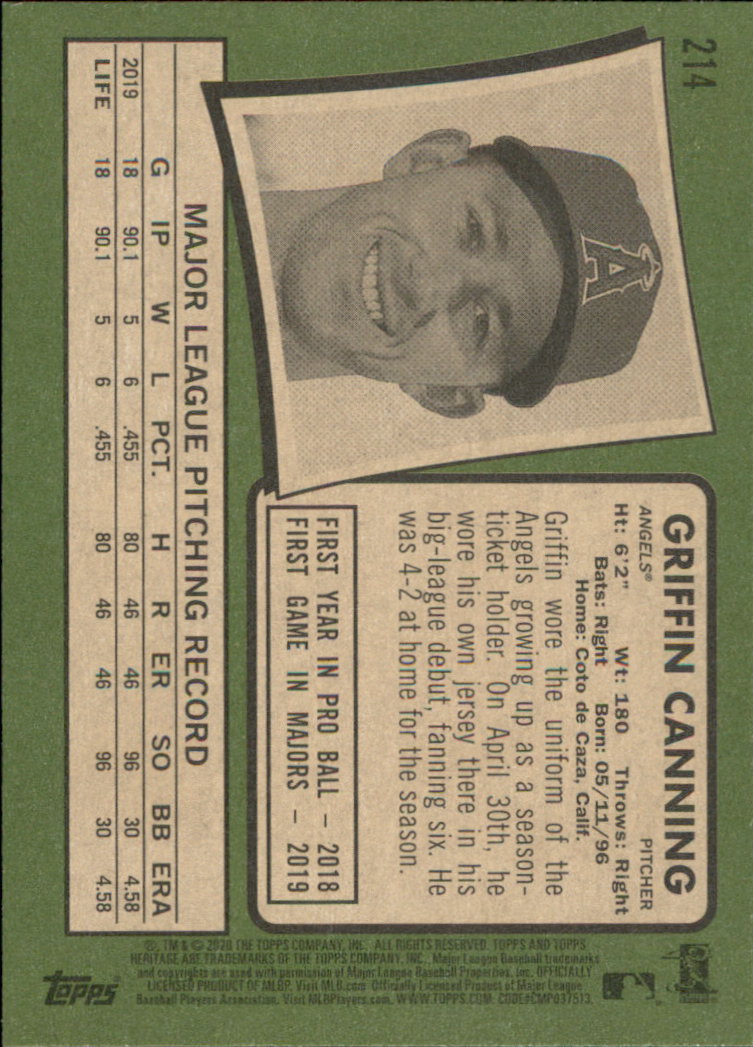 214
A
GRIFFIN CANNING
ANGELS® PITCHER
Ht: 6'2" Wt: 180 Throws: Right
Bats: Right Born: 05/11/96
Home: Coto de Caza, Calif.
Griffin wore the uniform of the
Angels growing up as a season-
ticket holder. On April 30th, he
wore his own jersey there in his
big-league debut, fanning six. He
was 4-2 at home for the season.
FIRST YEAR IN PRO BALL – 2018
FIRST GAME IN MAJORS – 2019
MAJOR LEAGUE PITCHING RECORD
G IP W L PCT. H R ER SO BB ERA
2019 18 90.1 5 6 .455 80 46 46 96 30 4.58
LIFE 18 90.1 5 6 .455 80 46 46 96 30 4.58
®, TM & © 2020 THE TOPPS COMPANY, INC. ALL RIGHTS RESERVED. TOPPS AND TOPPS
HERITAGE ARE TRADEMARKS OF THE TOPPS COMPANY, INC. Major League Baseball trademarks
and copyrights are used with permission of Major League Baseball Properties, Inc. OFFICIALLY
LICENSED PRODUCT OF MLBP. Visit MLB.com Officially Licensed Product of Major League
Baseball Players Association. Visit MLBPlayers.com. WWW.TOPPS.COM. CODE#CMP037513.
topps